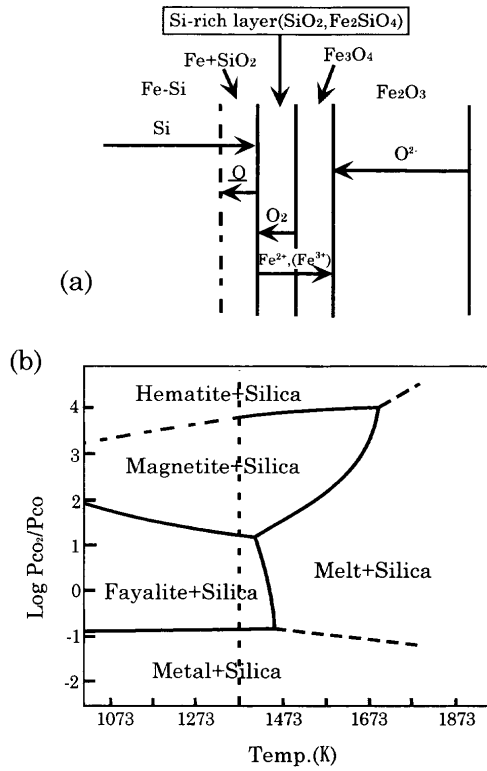 Si-rich layer(SiO2,Fe2SiO4)
Fe+SiO2
Fe3O4
Fe-Si
Fe2O3
Si
O2-
O
O2
Fe2+,(Fe3+)
(a)
(b)
Hematite+Silica
Magnetite+Silica
Melt+Silica
Fayalite+Silica
Metal+Silica
Log Pco2/Pco
4
3
2
1
0
-1
-2
1073 1273 1473 1673 1873
Temp.(K)